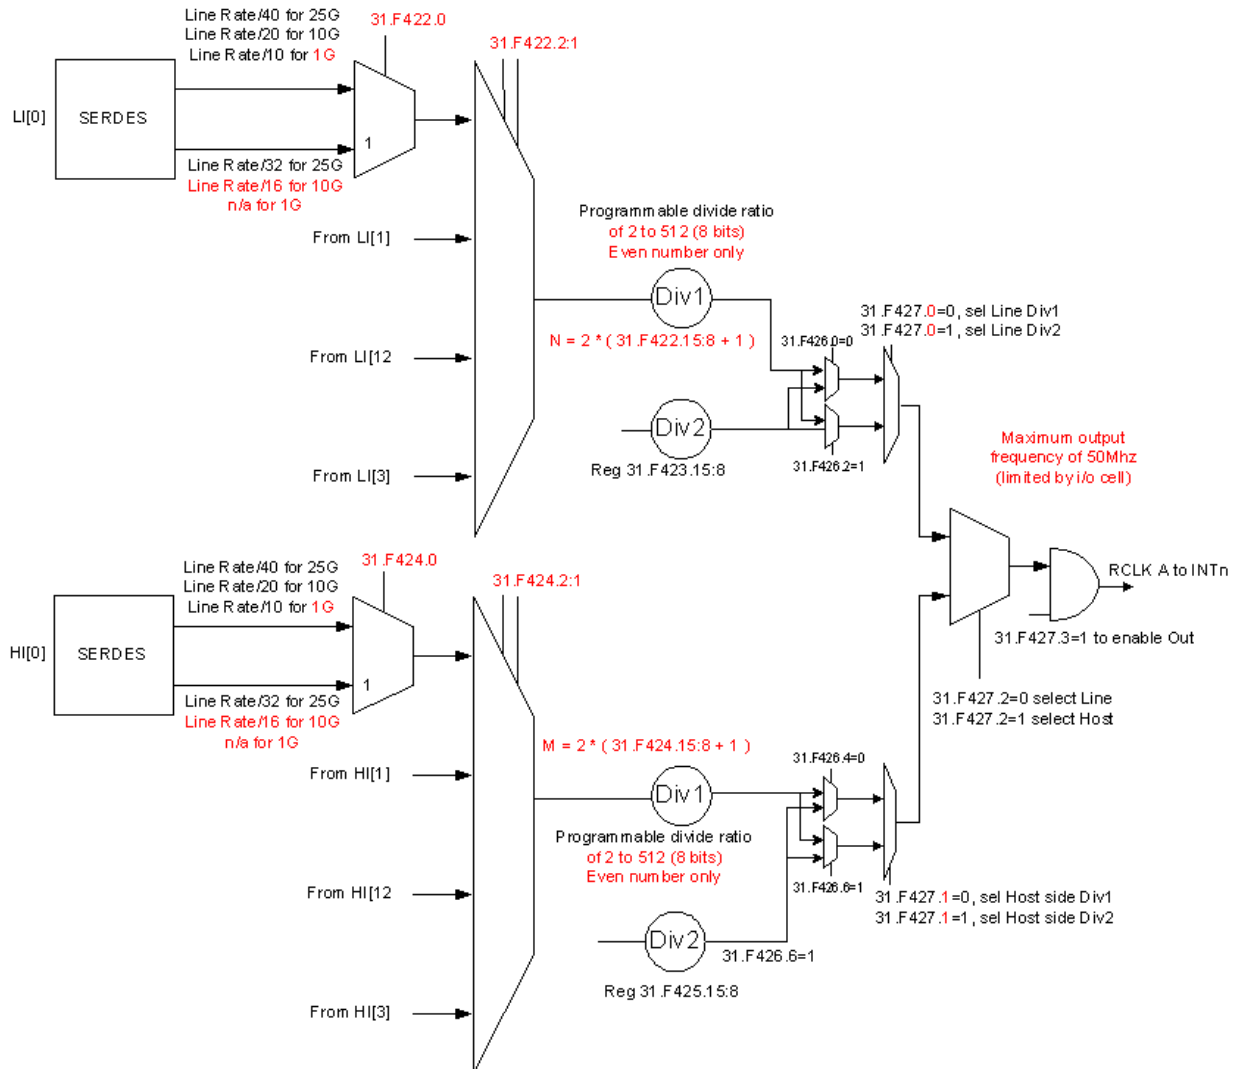 Line Rate/40 for 25G
Line Rate/20 for 10G
Line Rate/10 for 1G
31.F422.0
31.F422.2:1
LI[0]
SERDES
1
Line Rate/32 for 25G
Line Rate/16 for 10G
n/a for 1G
From LI[1]
From LI[12
From LI[3]
Programmable divide ratio
of 2 to 512 (8 bits)
Even number only
Div1
N = 2 * ( 31.F422.15:8 + 1 )
Div2
Reg 31.F423.15:8
31.F426.0=0
31.F426.2=1
31.F427.0=0, sel Line Div1
31.F427.0=1, sel Line Div2
Maximum output
frequency of 50Mhz
(limited by i/o cell)
RCLK A to INTn
31.F427.3=1 to enable Out
31.F427.2=0 select Line
31.F427.2=1 select Host
Line Rate/40 for 25G
Line Rate/20 for 10G
Line Rate/10 for 1G
31.F424.0
31.F424.2:1
HI[0]
SERDES
1
Line Rate/32 for 25G
Line Rate/16 for 10G
n/a for 1G
From HI[1]
From HI[12
From HI[3]
M = 2 * ( 31.F424.15:8 + 1 )
Div1
Programmable divide ratio
of 2 to 512 (8 bits)
Even number only
Div2
31.F426.6=1
Reg 31.F425.15:8
31.F426.4=0
31.F426.6=1
31.F427.1=0, sel Host side Div1
31.F427.1=1, sel Host side Div2